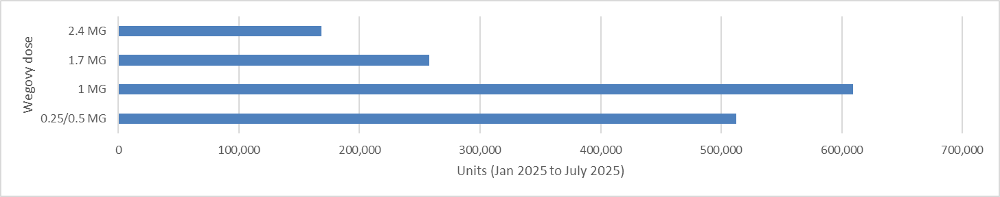 Wegovy dose
2.4 MG
1.7 MG
1 MG
0.25/0.5 MG
0 100,000 200,000 300,000 400,000 500,000 600,000 700,000
Units (Jan 2025 to July 2025)